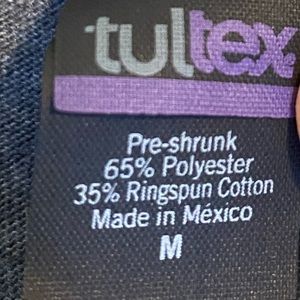 tultex
Pre-shrunk
65% Polyester
35% Ringspun Cotton
Made in México
M